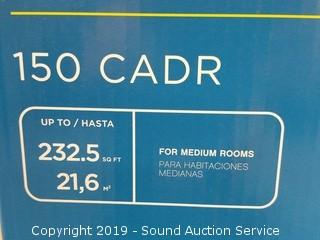 150 CADR
UP TO / HASTA
232.5 SQ FT
21,6 M²
FOR MEDIUM ROOMS
PARA HABITACIONES
MEDIANAS
Copyright 2019 - Sound Auction Service